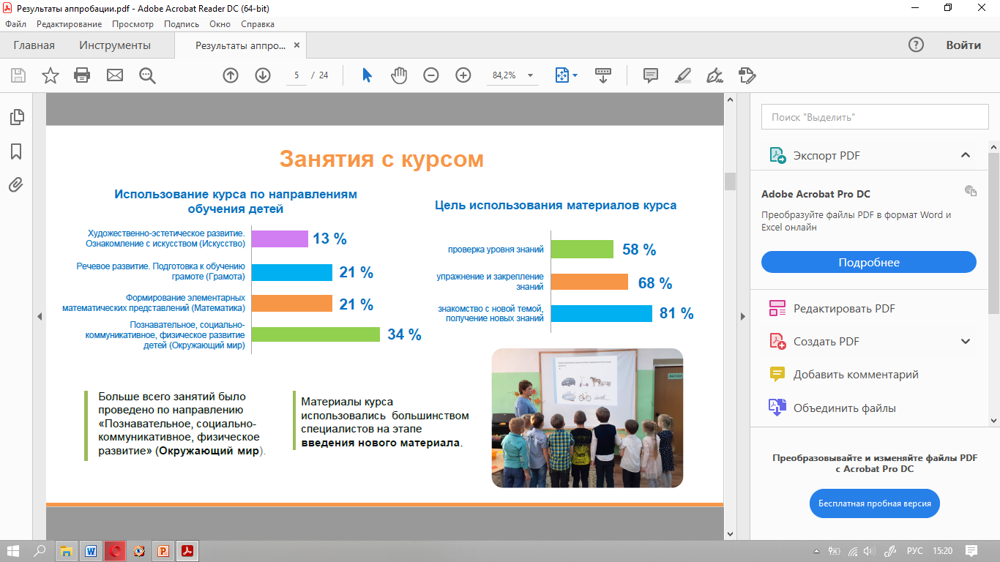 Результаты аппробации.pdf - Adobe Acrobat Reader DC (64-bit)
Файл Редактирование Просмотр Подпись Окно Справка
Главная Инструменты Результаты аппро... × Войти
5 / 24 84,2%
Занятия с курсом
Использование курса по направлениям
обучения детей
Художественно-эстетическое развитие.
Ознакомление с искусством (Искусство)
13 %
Речевое развитие. Подготовка к обучению
грамоте (Грамота)
21 %
Формирование элементарных
математических представлений (Математика)
21 %
Познавательное, социально-
коммуникативное, физическое развитие
детей (Окружающий мир)
34 %
Цель использования материалов курса
проверка уровня знаний
58 %
упражнение и закрепление
знаний
68 %
знакомство с новой темой,
получение новых знаний
81 %
Больше всего занятий было
проведено по направлению
«Познавательное, социально-
коммуникативное, физическое
развитие» (Окружающий мир).
Материалы курса
использовались большинством
специалистов на этапе
введения нового материала.
Поиск "Выделить"
Экспорт PDF
Adobe Acrobat Pro DC
Преобразуйте файлы PDF в формат Word и
Excel онлайн
Подробнее
Редактировать PDF
Создать PDF
Добавить комментарий
Объединить файлы
Преобразовывайте и изменяйте файлы PDF
с Acrobat Pro DC
Бесплатная пробная версия
РУС 15:20